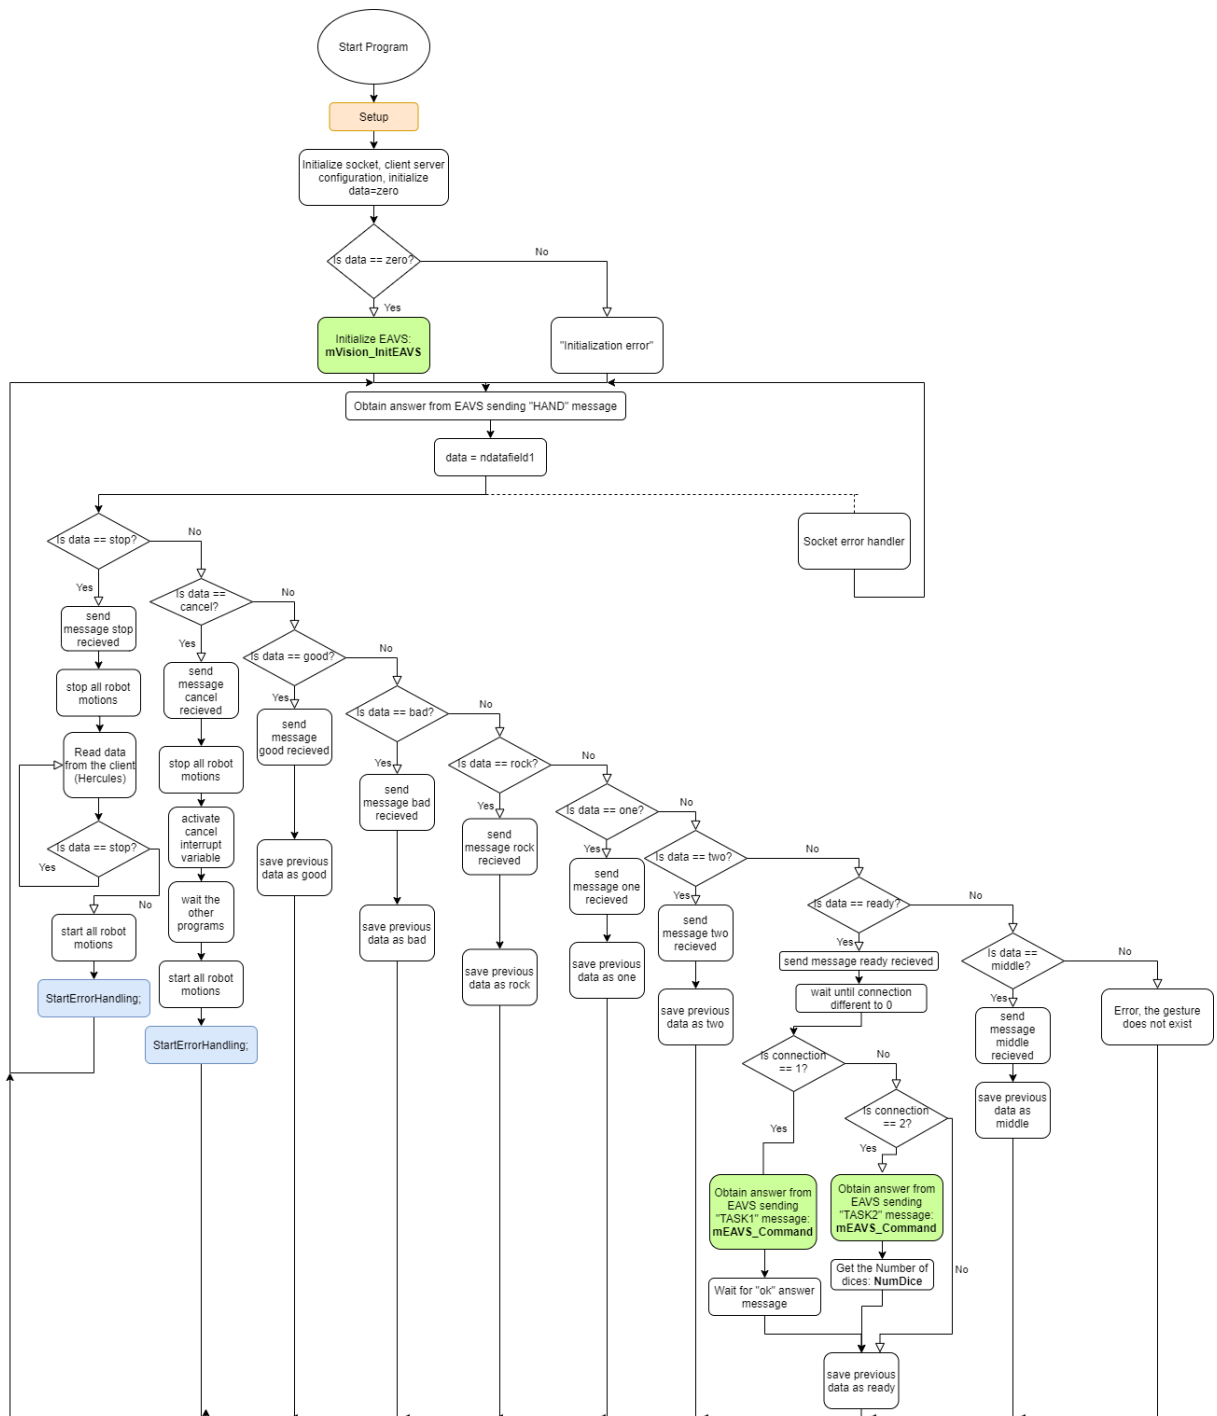 Start Program
Setup
Initialize socket, client server
configuration, initialize
data=zero
Is data == zero?
No
Yes
Initialize EAVS:
mVision_InitEAVS
"Initialization error"
Obtain answer from EAVS sending "HAND" message
data = ndatafield1
Is data == stop?
No
Socket error handler
Yes
Is data ==
cancel?
No
send
message stop
recieved
Yes
Is data == good?
No
stop all robot
motions
send
message
cancel
recieved
Yes
Is data == bad?
No
send
message
good recieved
Read data
from the client
(Hercules)
stop all robot
motions
Yes
Is data == rock?
No
send
message bad
recieved
Yes
Is data == one?
No
activate
cancel
interrupt
variable
send
message rock
recieved
Is data == stop?
Yes
Yes
Is data == two?
No
save previous
data as good
send
message one
recieved
Yes
No
wait the
other
programs
Is data == ready?
No
start all robot
motions
save previous
data as bad
send
message two
recieved
Yes
Is data ==
middle?
No
send message ready recieved
start all robot
motions
save previous
data as rock
save previous
data as one
StartErrorHandling;
wait until connection
different to 0
Yes
Error, the gesture
does not exist
save previous
data as two
send
message
middle
recieved
StartErrorHandling;
Is connection
== 1?
No
Is connection
== 2?
save previous
data as
middle
Yes
Yes
Obtain answer from
EAVS sending
"TASK1" message:
mEAVS_Command
Obtain answer from
EAVS sending
"TASK2" message:
mEAVS_Command
No
Get the Number of
dices: NumDice
Wait for "ok" answer
message
save previous
data as ready